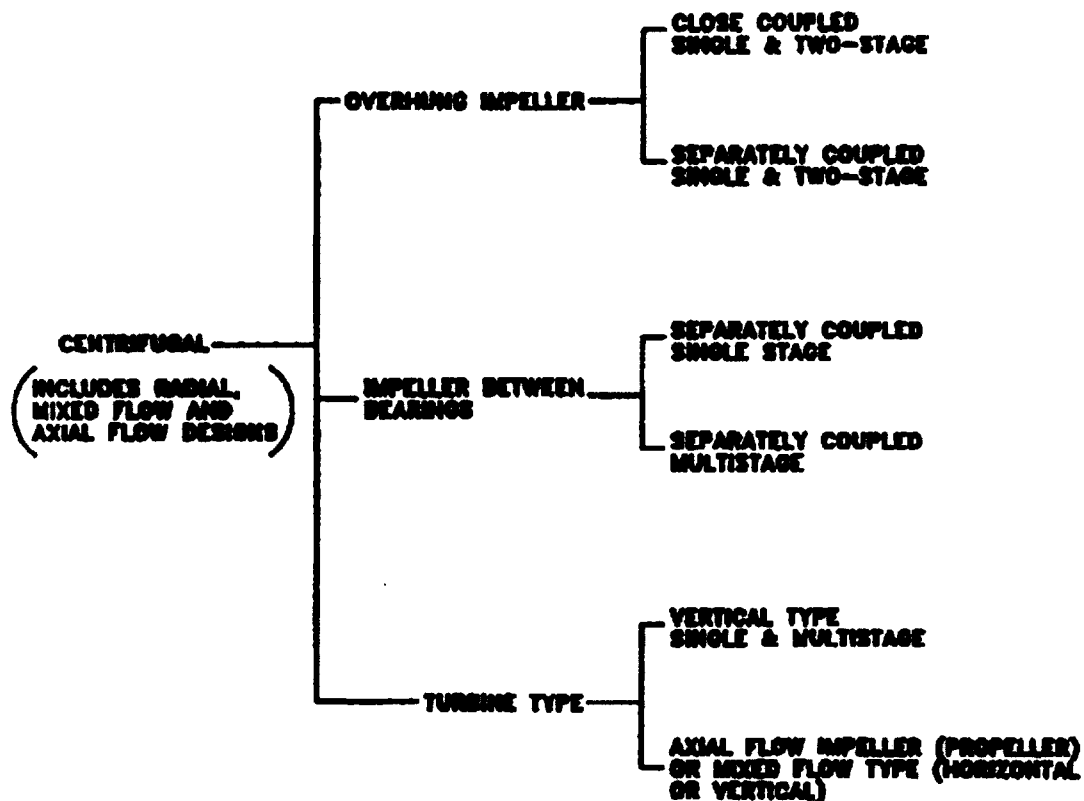 CLOSE COUPLED
SINGLE & TWO-STAGE
OVERHUNG IMPELLER
SEPARATELY COUPLED
SINGLE & TWO-STAGE
CENTRIFUGAL
(INCLUDES RADIAL,
MIXED FLOW AND
AXIAL FLOW DESIGNS)
SEPARATELY COUPLED
SINGLE STAGE
IMPELLER BETWEEN
BEARINGS
SEPARATELY COUPLED
MULTISTAGE
VERTICAL TYPE
SINGLE & MULTISTAGE
TURBINE TYPE
AXIAL FLOW IMPELLER (PROPELLER)
OR MIXED FLOW TYPE (HORIZONTAL
OR VERTICAL)